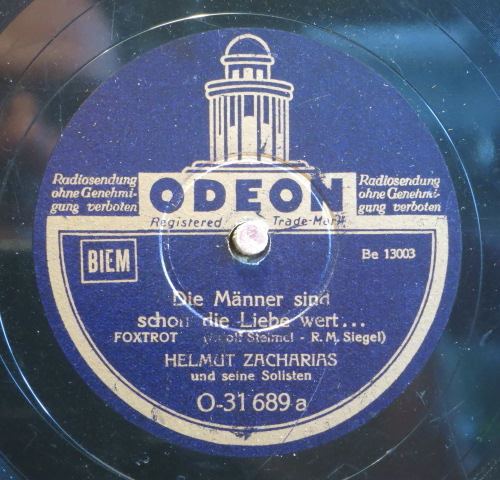 Radiosendung
ohne Genehmi-
gung verboten
ODEON
Radiosendung
ohne Genehmi-
gung verboten
Registered Trade-Mark
BIEM
Be 13003
Die Männer sind
schon die Liebe wert...
FOXTROT Steimel - R. M. Siegel)
HELMUT ZACHARIAS
und seine Solisten
O-31 689 a